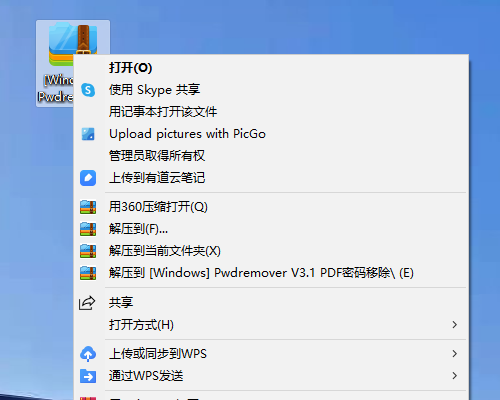 [Win
Pwdrem
打开(O)
使用 Skype 共享
用记事本打开该文件
Upload pictures with PicGo
管理员取得所有权
上传到有道云笔记
用360压缩打开(Q)
解压到(F)...
解压到当前文件夹(X)
解压到 [Windows] Pwdremover V3.1 PDF密码移除\ (E)
共享
打开方式(H)
上传或同步到WPS
通过WPS发送